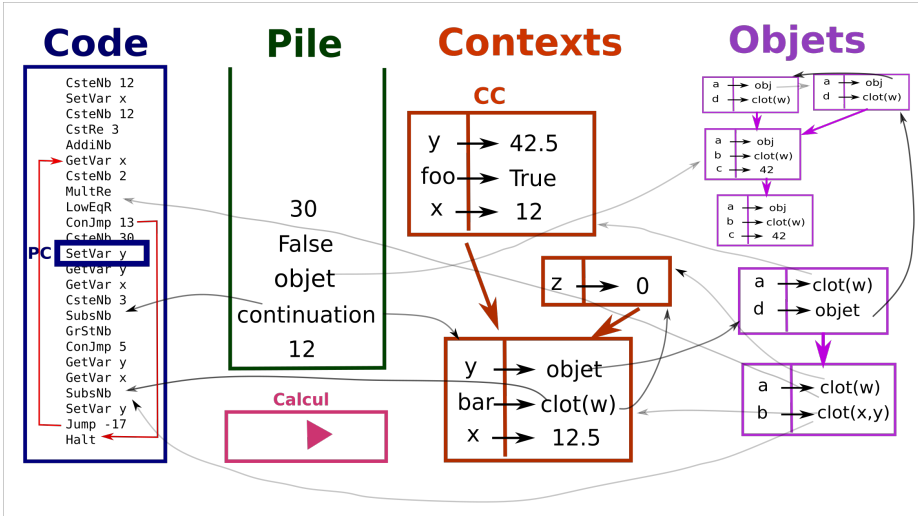 Code
CsteNb 12
SetVar x
CsteNb 12
CstRe 3
AddiNb
GetVar x
CsteNb 2
MultRe
LowEqR
ConJmp 13
CsteNb 30
PC
SetVar y
GetVar y
GetVar x
CsteNb 3
SubsNb
GrStNb
ConJmp 5
GetVar y
GetVar x
SubsNb
SetVar y
Jump -17
Halt
Pile
30
False
objet
continuation
12
Calcul
Contexts
CC
y 42.5
foo True
x 12
z 0
y objet
bar clot(w)
x 12.5
Objets
a obj
d clot(w)
a obj
d clot(w)
a obj
b clot(w)
c 42
a obj
b clot(w)
c 42
a clot(w)
d objet
a clot(w)
b clot(x,y)